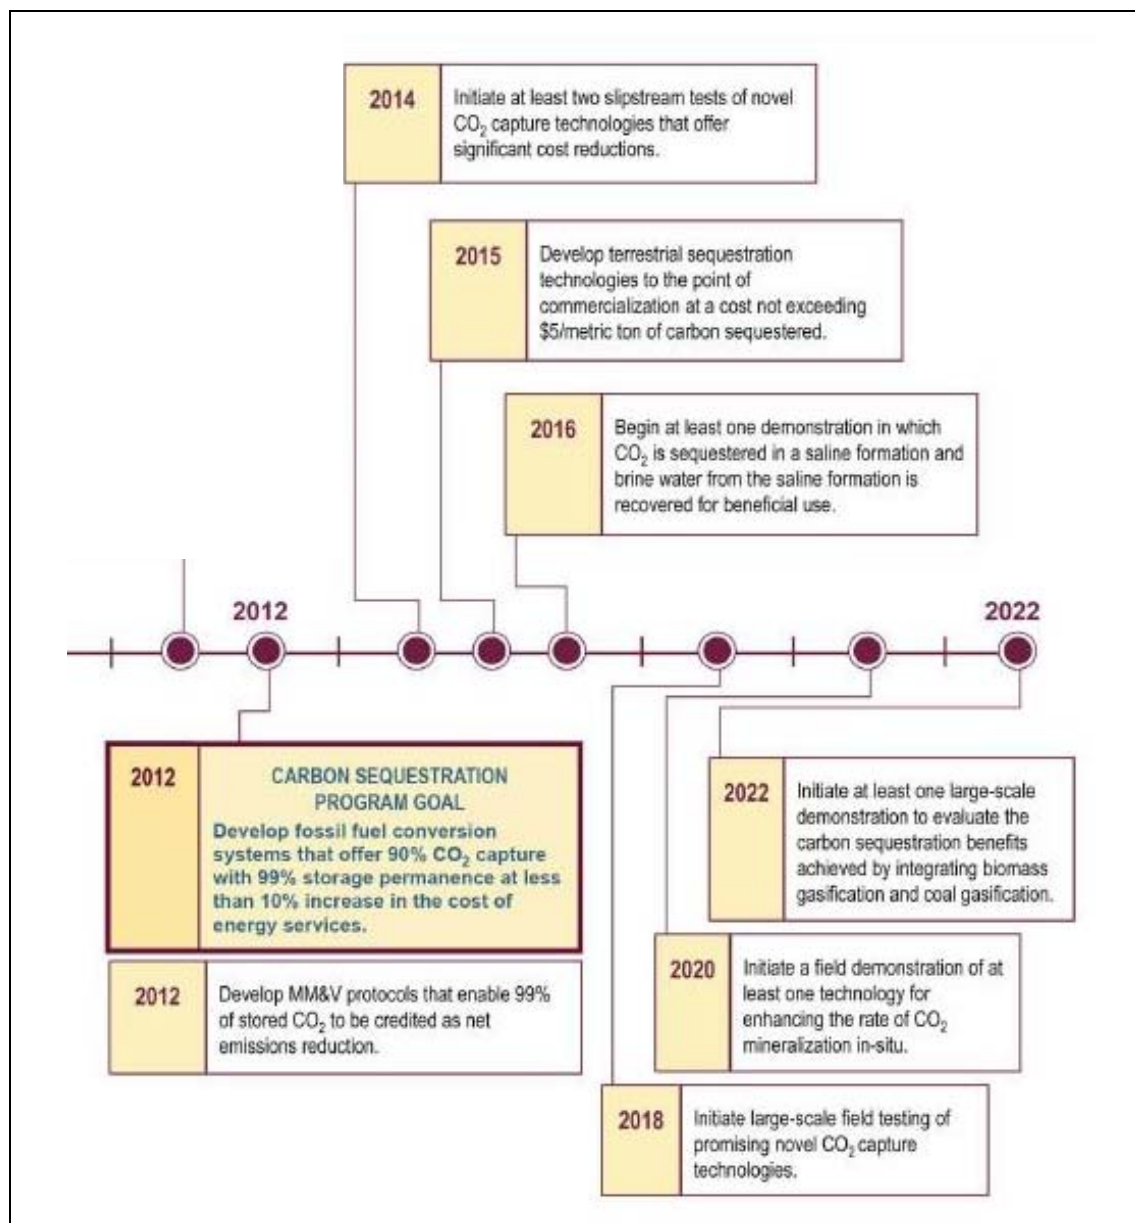 2014
Initiate at least two slipstream tests of novel
CO₂ capture technologies that offer
significant cost reductions.
2015
Develop terrestrial sequestration
technologies to the point of
commercialization at a cost not exceeding
$5/metric ton of carbon sequestered.
2016
Begin at least one demonstration in which
CO₂ is sequestered in a saline formation and
brine water from the saline formation is
recovered for beneficial use.
2012
2022
2012
CARBON SEQUESTRATION
PROGRAM GOAL
Develop fossil fuel conversion
systems that offer 90% CO₂ capture
with 99% storage permanence at less
than 10% increase in the cost of
energy services.
2012
Develop MM&V protocols that enable 99%
of stored CO₂ to be credited as net
emissions reduction.
2022
Initiate at least one large-scale
demonstration to evaluate the
carbon sequestration benefits
achieved by integrating biomass
gasification and coal gasification.
2020
Initiate a field demonstration of at
least one technology for
enhancing the rate of CO₂
mineralization in-situ.
2018
Initiate large-scale field testing of
promising novel CO₂ capture
technologies.